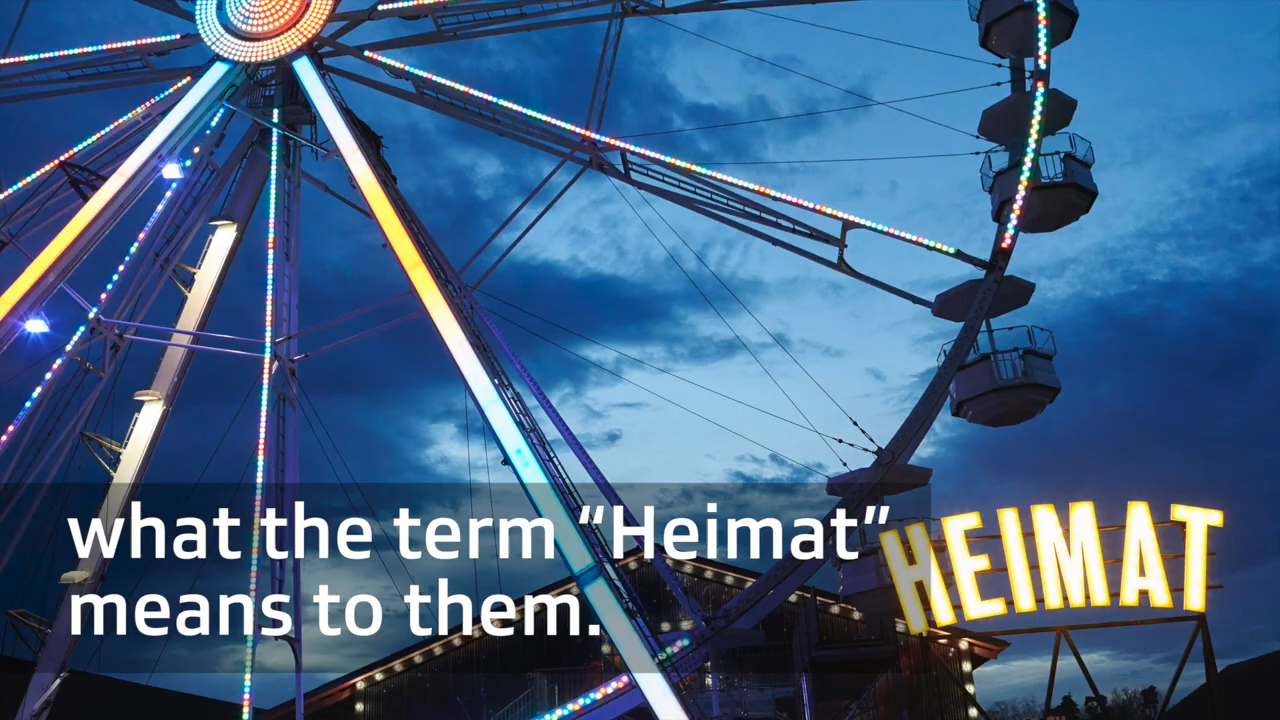 what the term “Heimat”
means to them.
HEIMAT